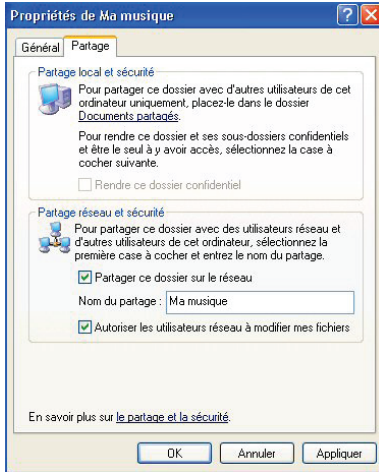 Propriétés de Ma musique
Général Partage
Partage local et sécurité
Pour partager ce dossier avec d'autres utilisateurs de cet
ordinateur uniquement, placez-le dans le dossier
Documents partagés.
Pour rendre ce dossier et ses sous-dossiers confidentiels
et être le seul à y avoir accès, sélectionnez la case à
cocher suivante.
Rendre ce dossier confidentiel
Partage réseau et sécurité
Pour partager ce dossier avec des utilisateurs réseau et
d'autres utilisateurs de cet ordinateur, sélectionnez la
première case à cocher et entrez le nom du partage.
Partager ce dossier sur le réseau
Nom du partage : Ma musique
Autoriser les utilisateurs réseau à modifier mes fichiers
En savoir plus sur le partage et la sécurité.
OK Annuler Appliquer